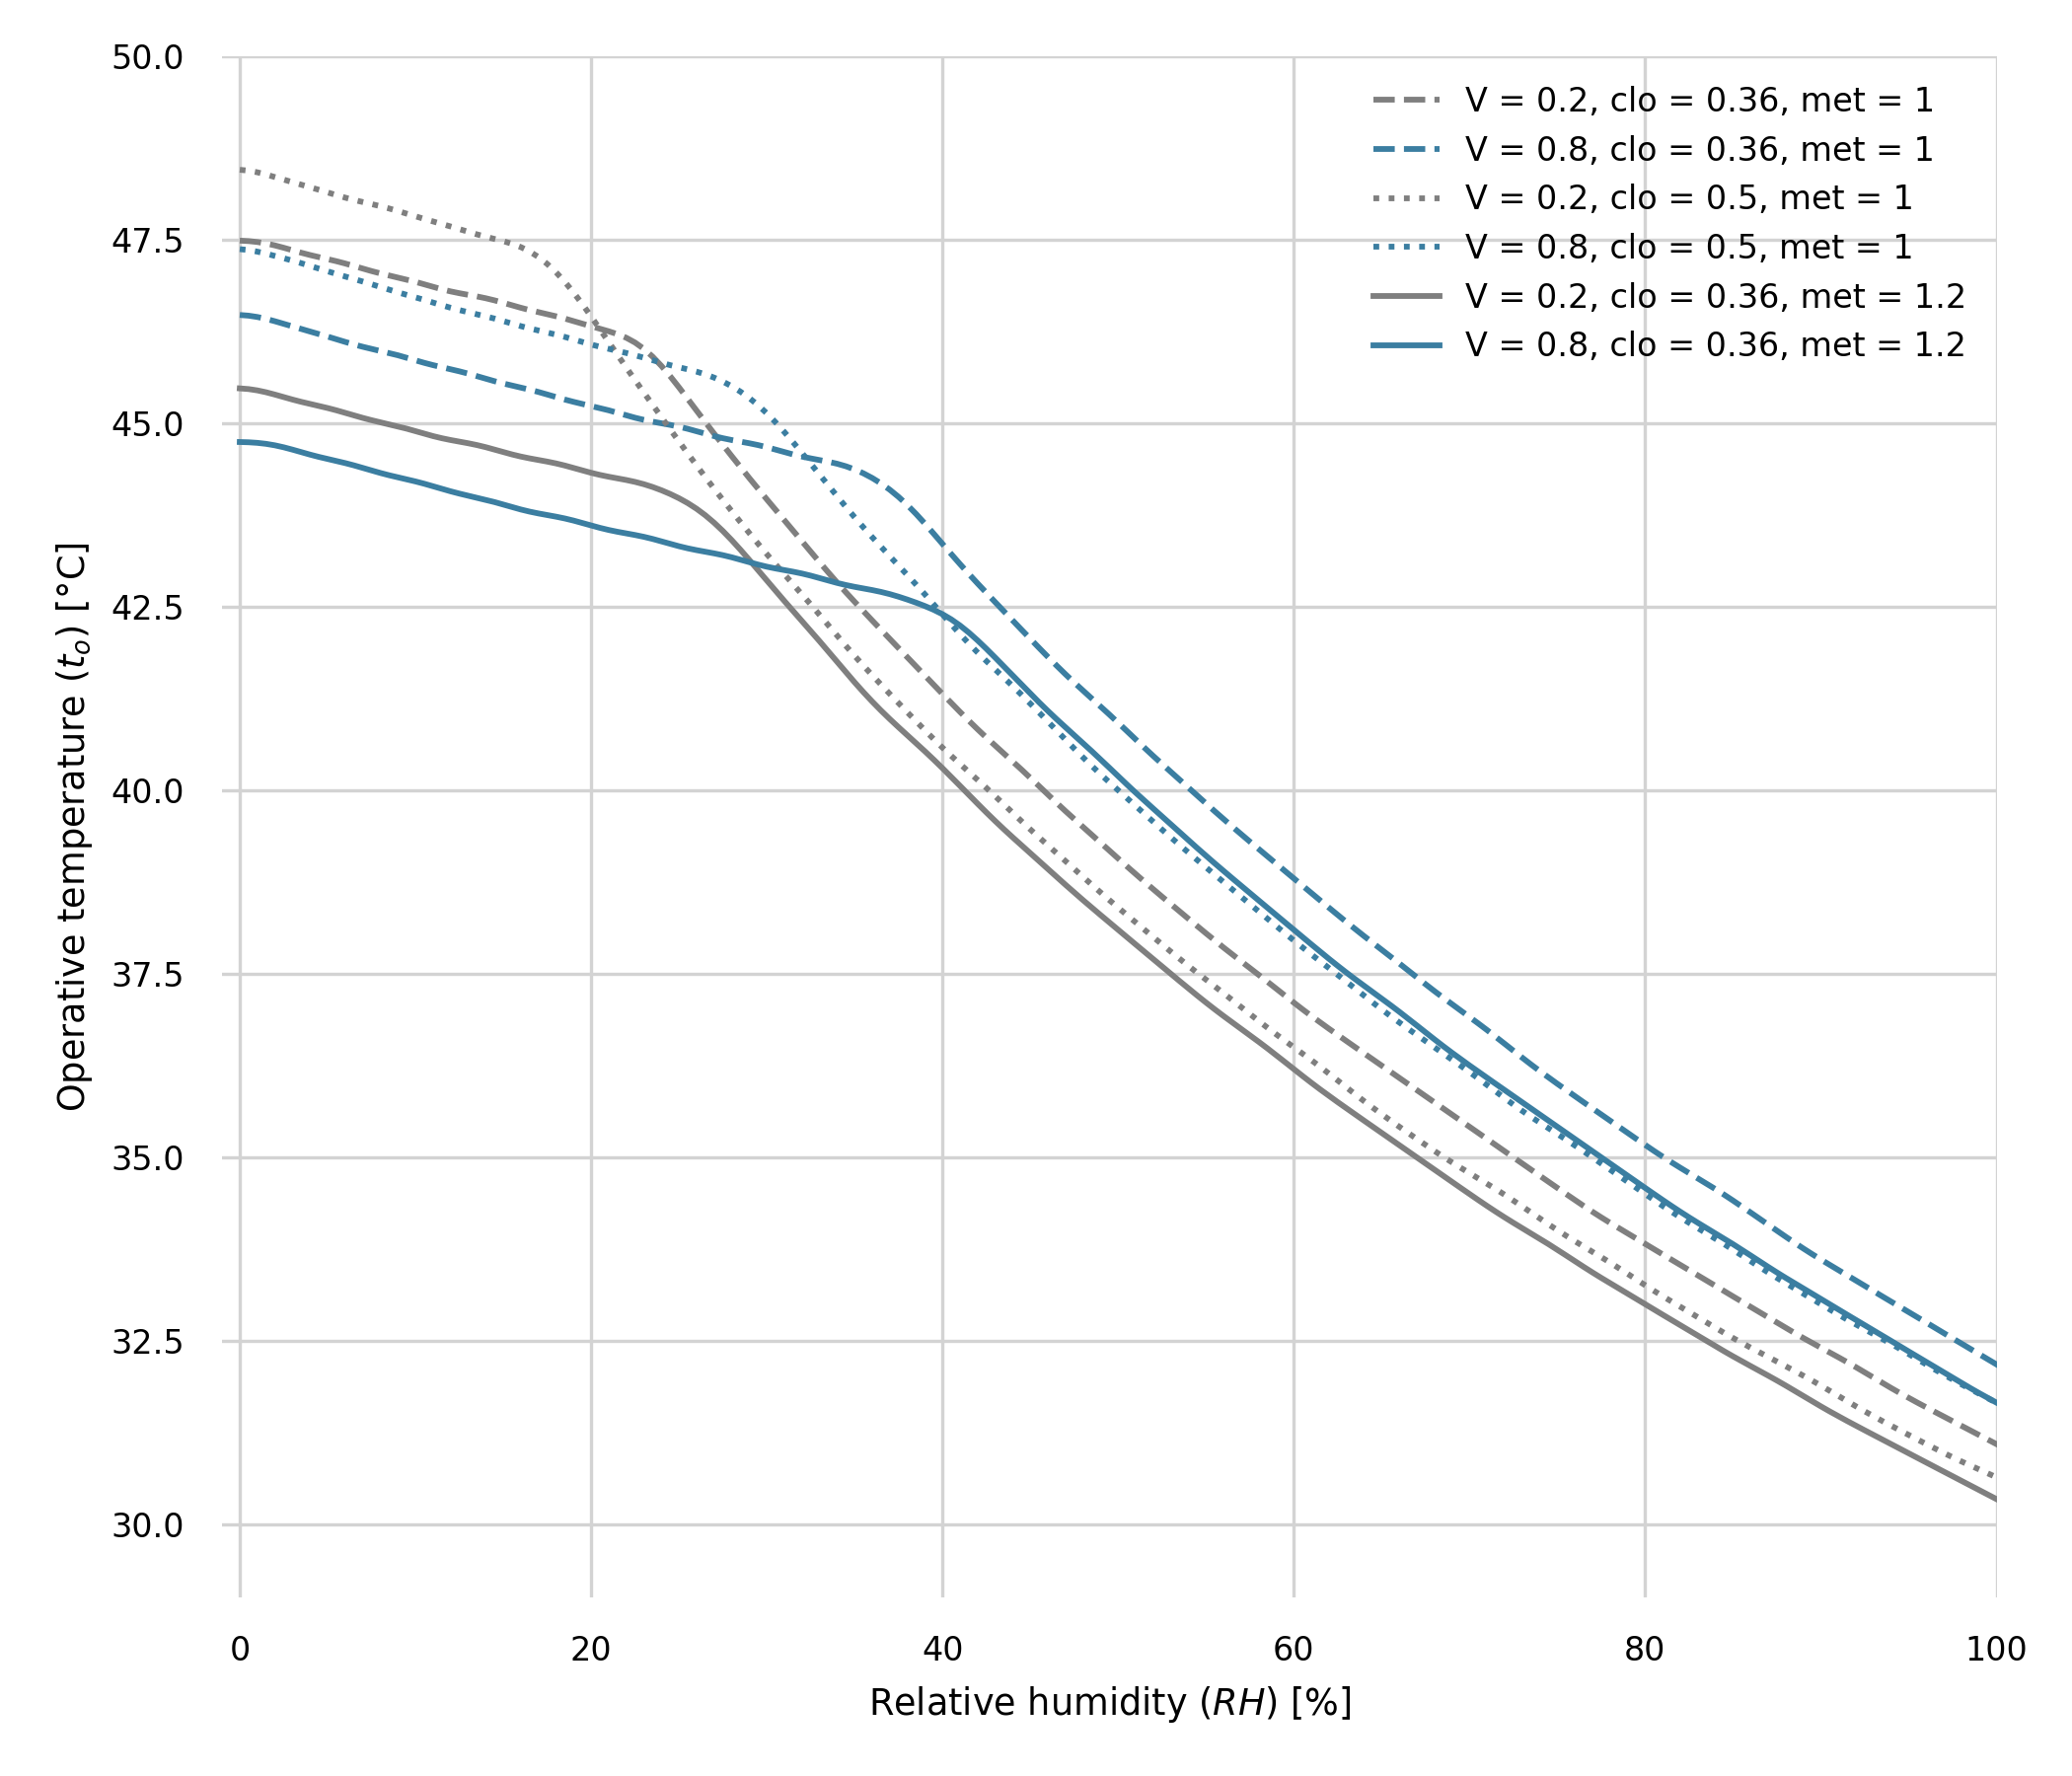 50.0
47.5
45.0
42.5
40.0
37.5
35.0
32.5
30.0
Operative temperature (tₒ) [°C]
V = 0.2, clo = 0.36, met = 1
V = 0.8, clo = 0.36, met = 1
V = 0.2, clo = 0.5, met = 1
V = 0.8, clo = 0.5, met = 1
V = 0.2, clo = 0.36, met = 1.2
V = 0.8, clo = 0.36, met = 1.2
0 20 40 60 80 100
Relative humidity (RH) [%]